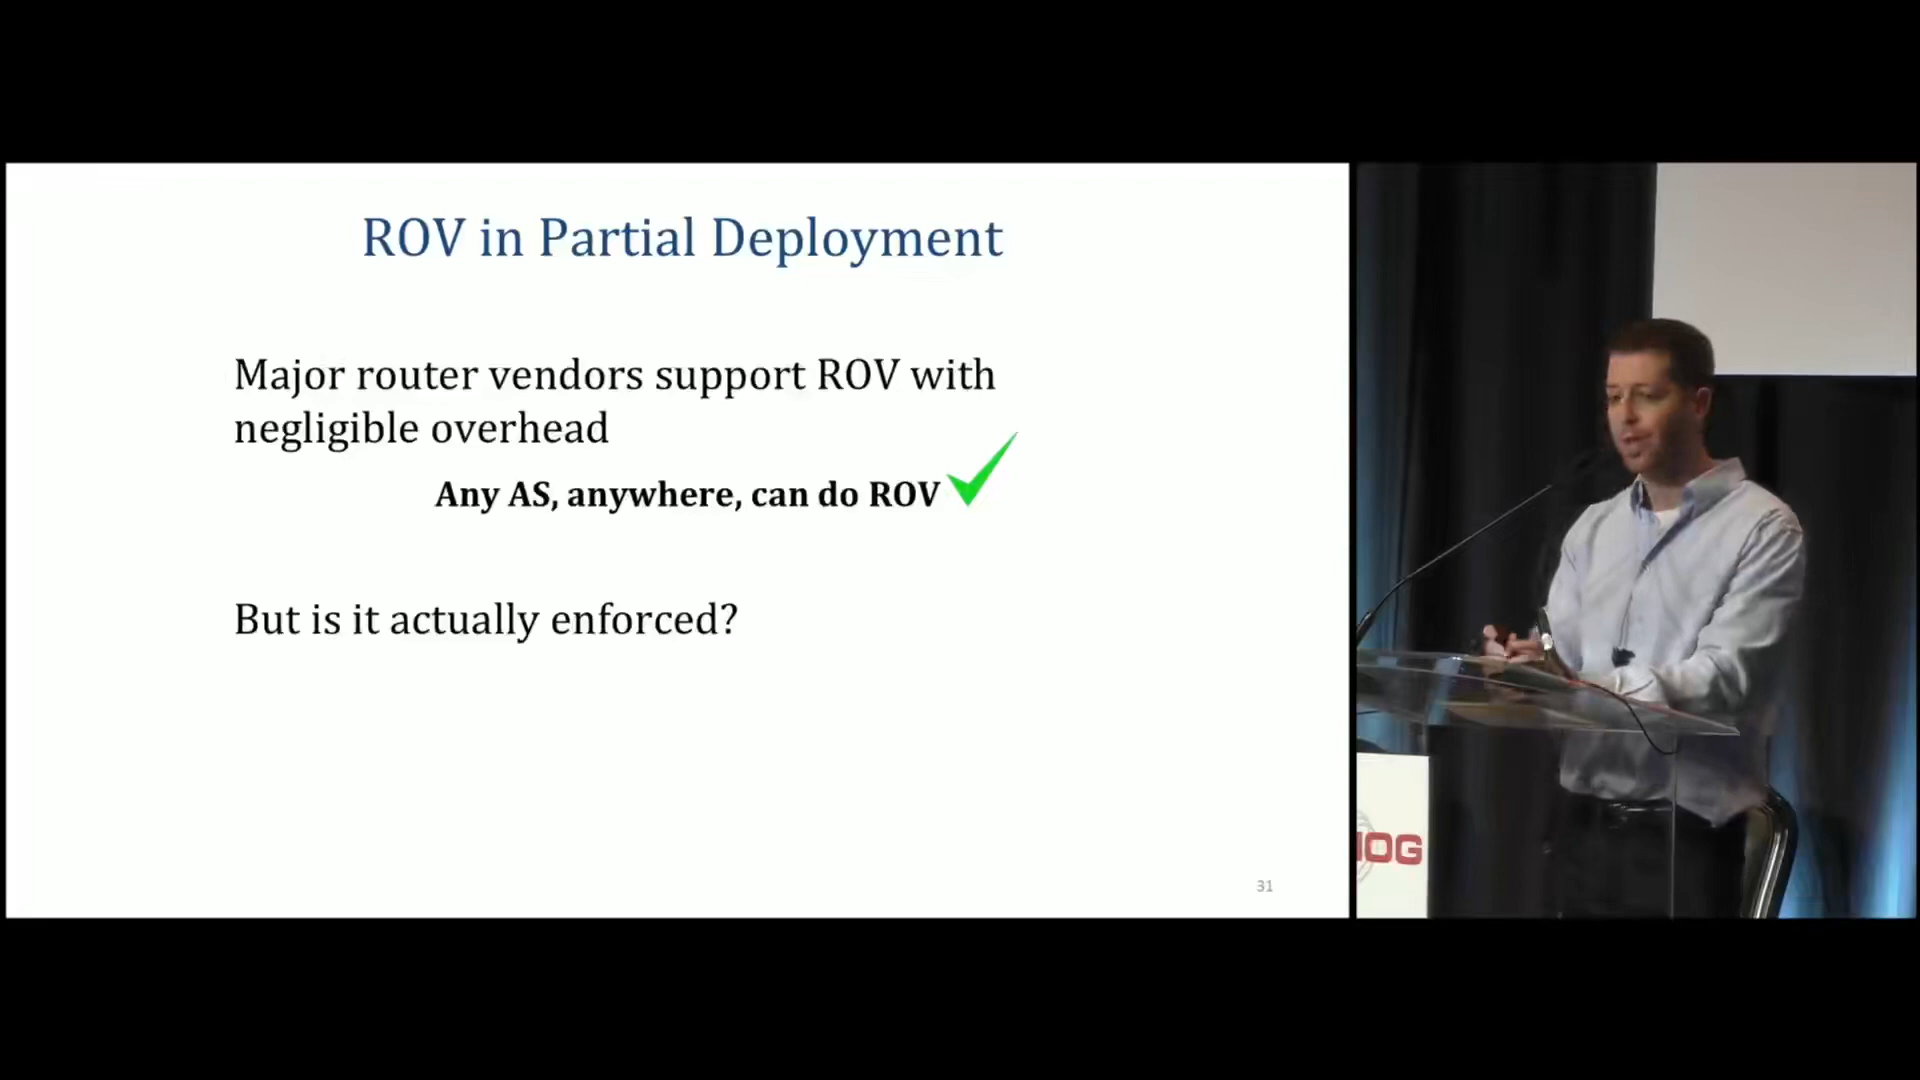 ROV in Partial Deployment
Major router vendors support ROV with
negligible overhead
Any AS, anywhere, can do ROV
But is it actually enforced?
31
OG